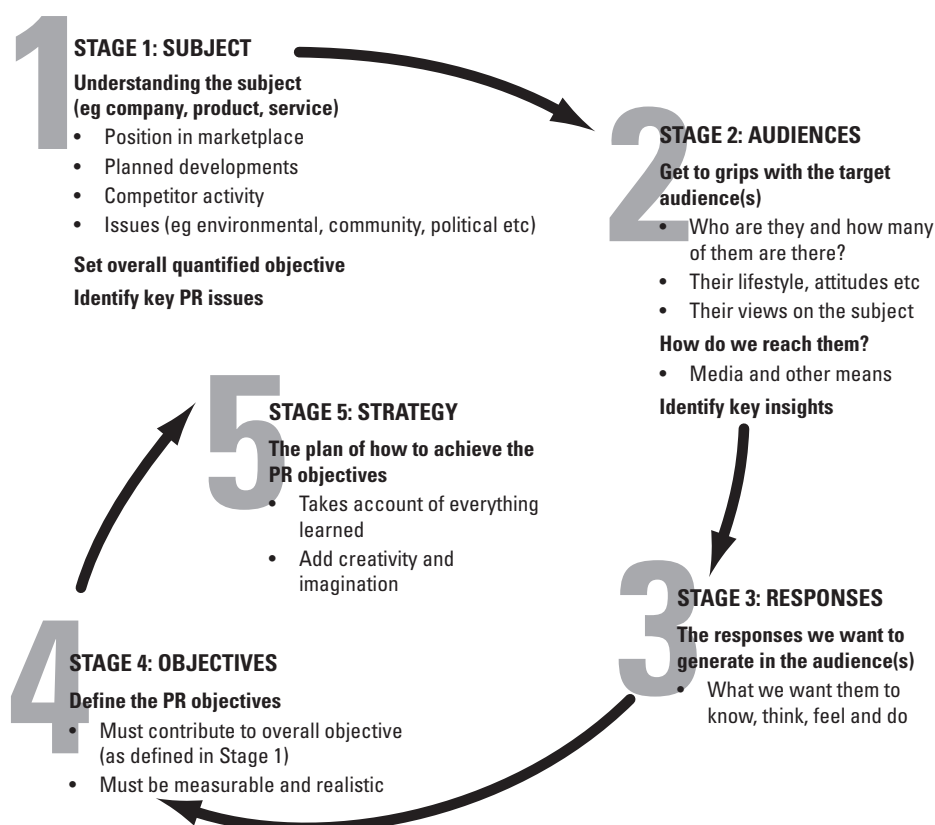 1
STAGE 1: SUBJECT
Understanding the subject
(eg company, product, service)
• Position in marketplace
• Planned developments
• Competitor activity
• Issues (eg environmental, community, political etc)
Set overall quantified objective
Identify key PR issues
2
STAGE 2: AUDIENCES
Get to grips with the target
audience(s)
• Who are they and how many
of them are there?
• Their lifestyle, attitudes etc
• Their views on the subject
How do we reach them?
• Media and other means
Identify key insights
3
STAGE 3: RESPONSES
The responses we want to
generate in the audience(s)
• What we want them to
know, think, feel and do
4
STAGE 4: OBJECTIVES
Define the PR objectives
• Must contribute to overall objective
(as defined in Stage 1)
• Must be measurable and realistic
5
STAGE 5: STRATEGY
The plan of how to achieve the
PR objectives
• Takes account of everything
learned
• Add creativity and
imagination